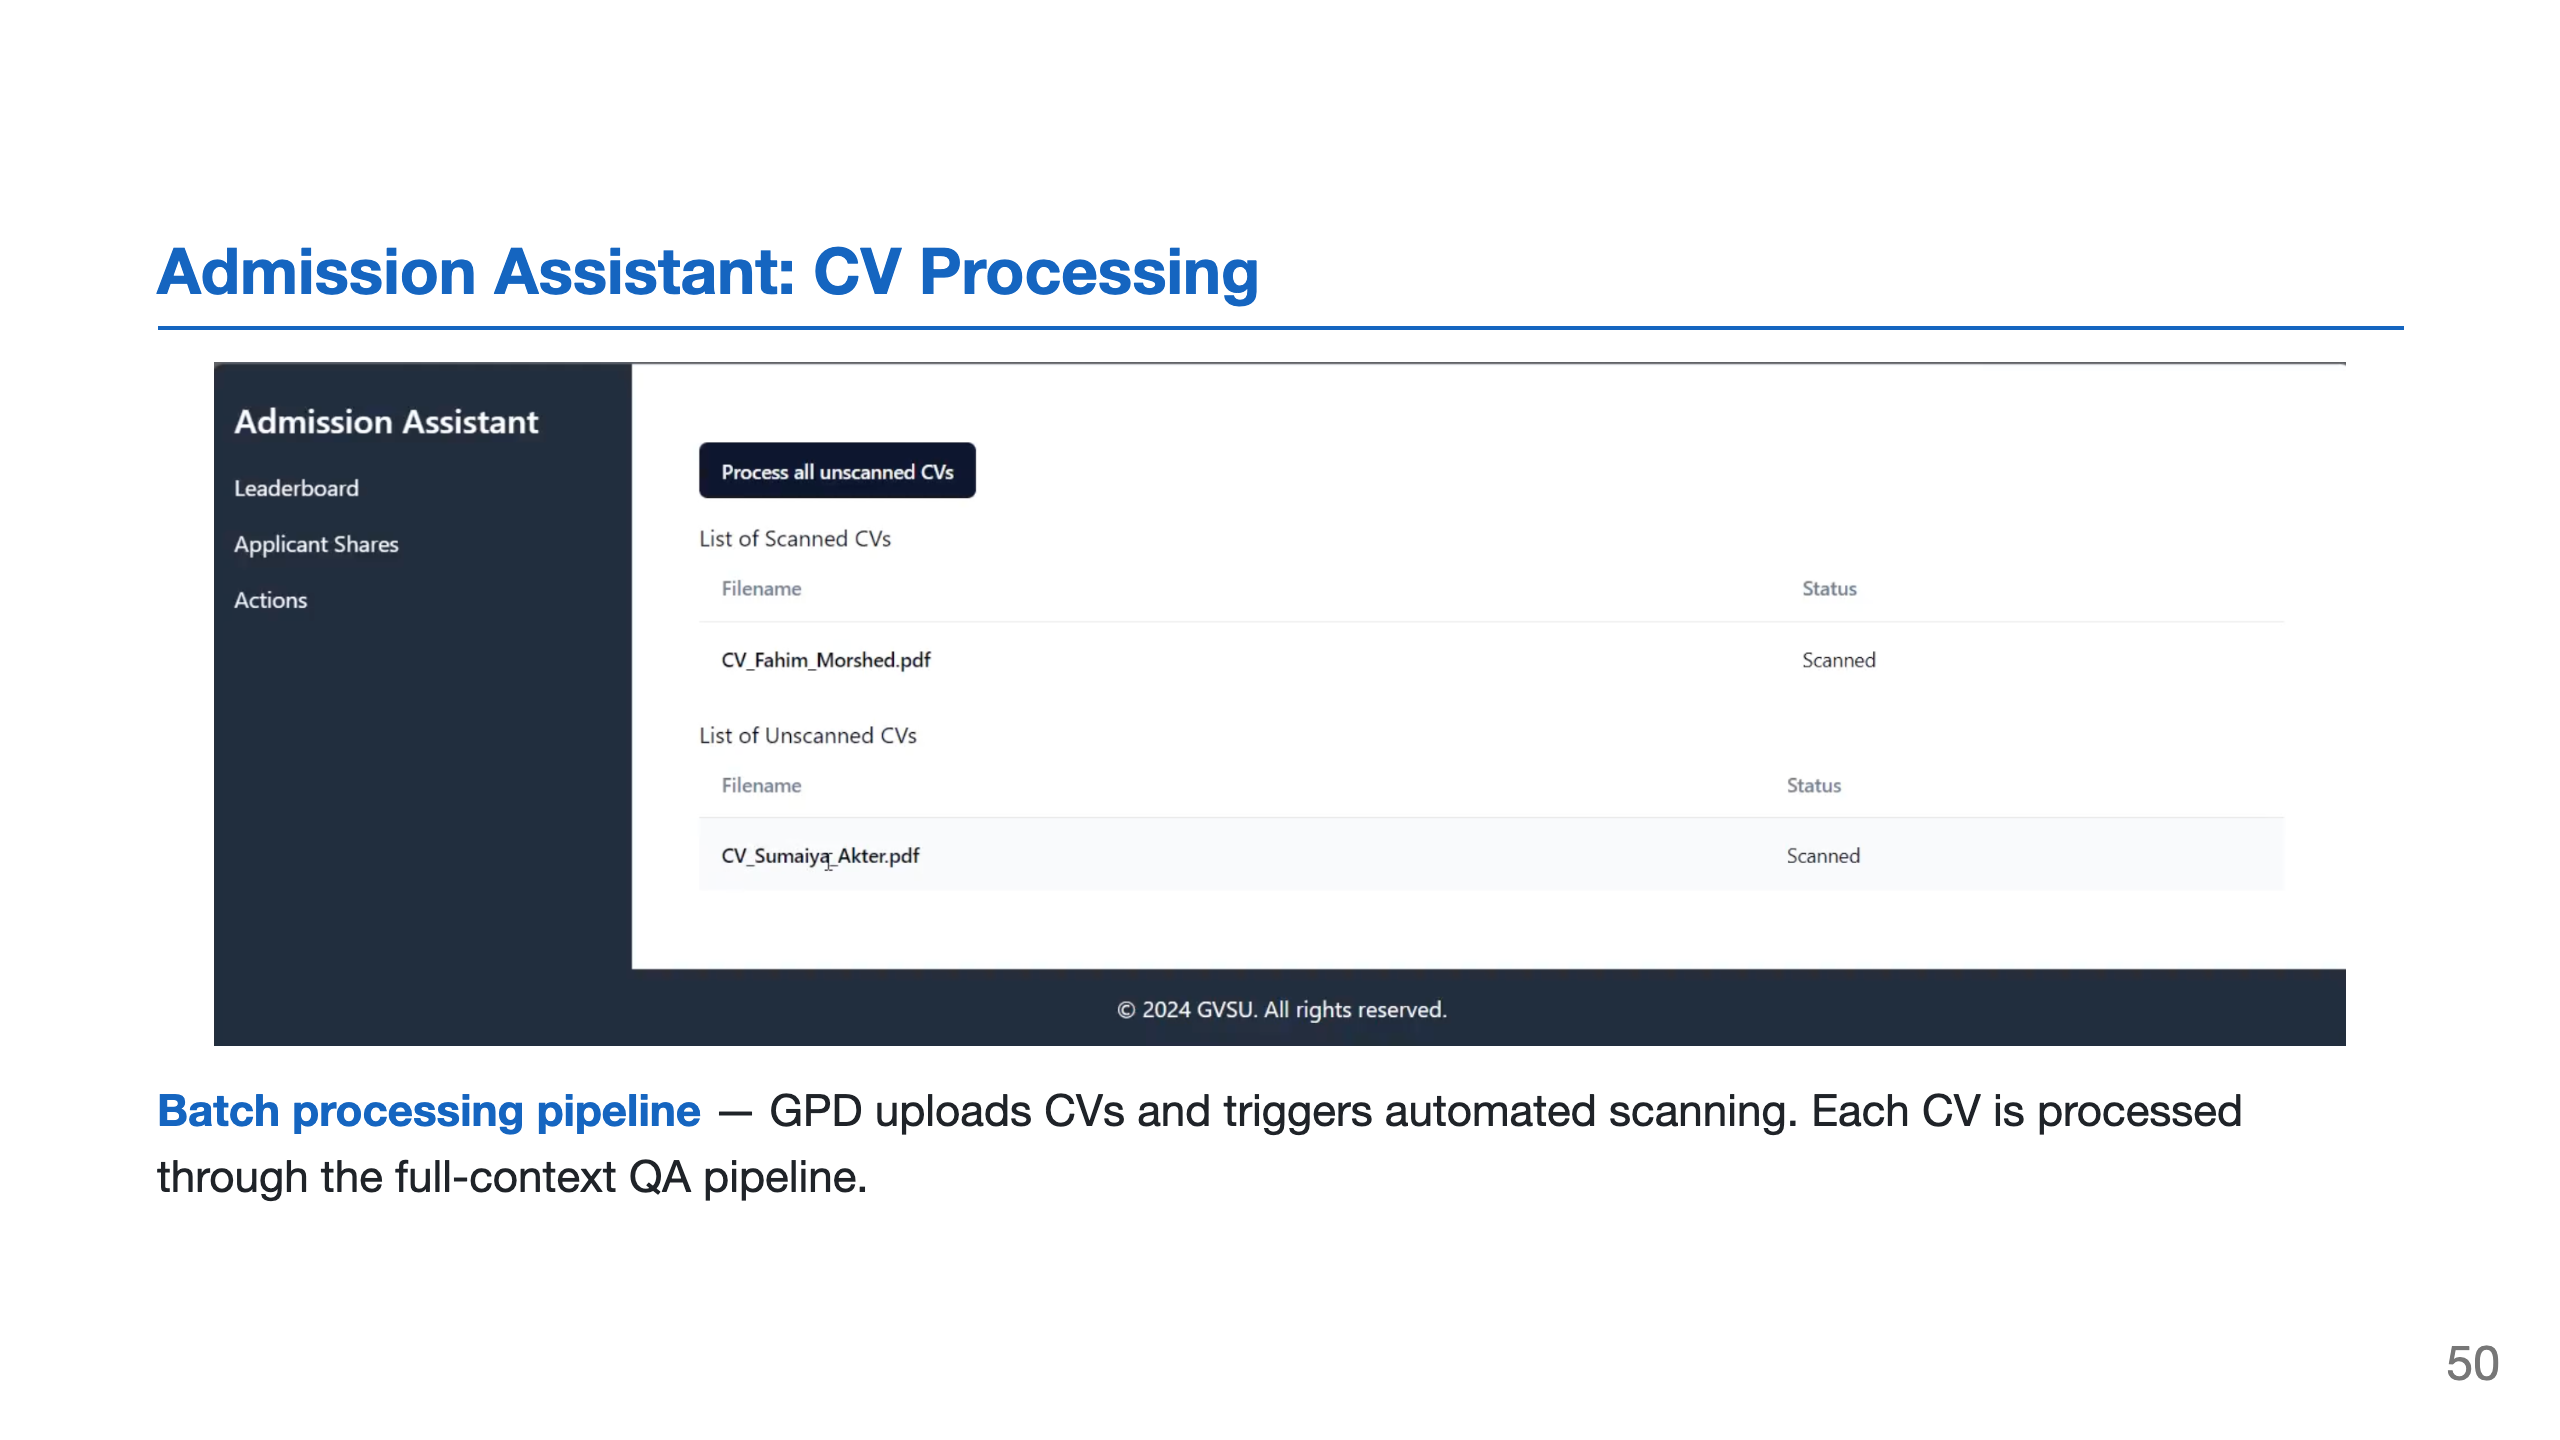 Admission Assistant: CV Processing
Admission Assistant
Leaderboard
Applicant Shares
Actions
Process all unscanned CVs
List of Scanned CVs
Filename Status
CV_Fahim_Morshed.pdf Scanned
List of Unscanned CVs
Filename Status
CV_Sumaiya_Akter.pdf Scanned
© 2024 GVSU. All rights reserved.
Batch processing pipeline — GPD uploads CVs and triggers automated scanning. Each CV is processed
through the full-context QA pipeline.
50